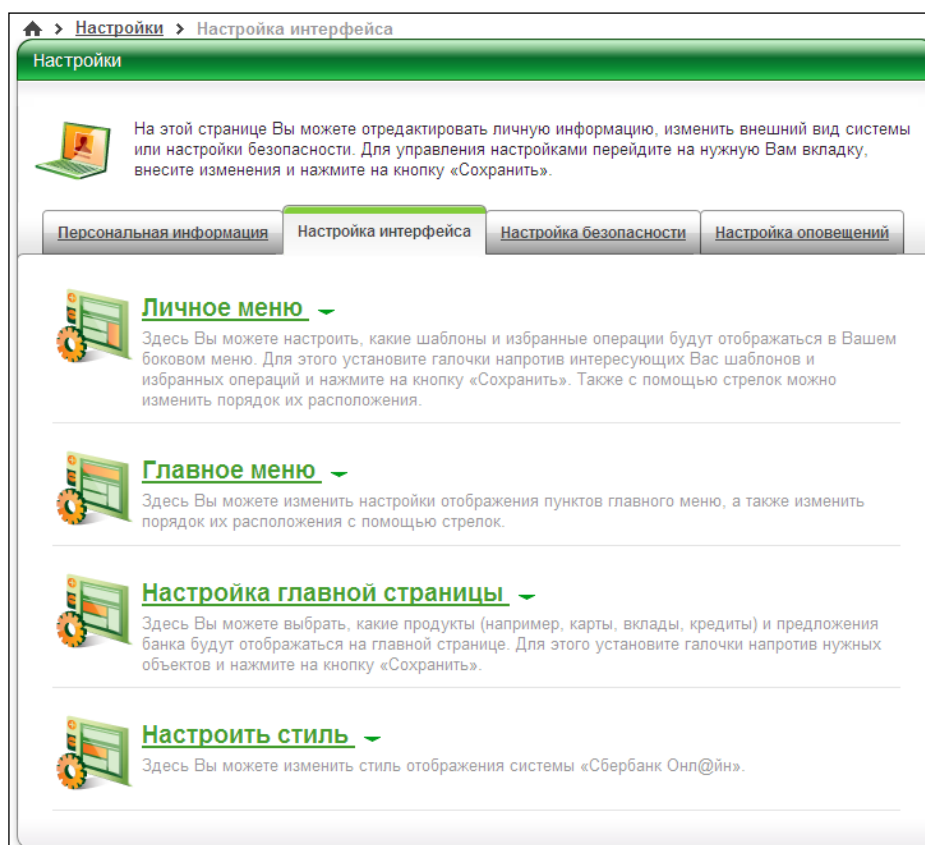 Настройки > Настройка интерфейса
Настройки
На этой странице Вы можете отредактировать личную информацию, изменить внешний вид системы
или настройки безопасности. Для управления настройками перейдите на нужную Вам вкладку,
внесите изменения и нажмите на кнопку «Сохранить».
Персональная информация Настройка интерфейса Настройка безопасности Настройка оповещений
Личное меню
Здесь Вы можете настроить, какие шаблоны и избранные операции будут отображаться в Вашем
боковом меню. Для этого установите галочки напротив интересующих Вас шаблонов и
избранных операций и нажмите на кнопку «Сохранить». Также с помощью стрелок можно
изменить порядок их расположения.
Главное меню
Здесь Вы можете изменить настройки отображения пунктов главного меню, а также изменить
порядок их расположения с помощью стрелок.
Настройка главной страницы
Здесь Вы можете выбрать, какие продукты (например, карты, вклады, кредиты) и предложения
банка будут отображаться на главной странице. Для этого установите галочки напротив нужных
объектов и нажмите на кнопку «Сохранить».
Настроить стиль
Здесь Вы можете изменить стиль отображения системы «Сбербанк Онл@йн».